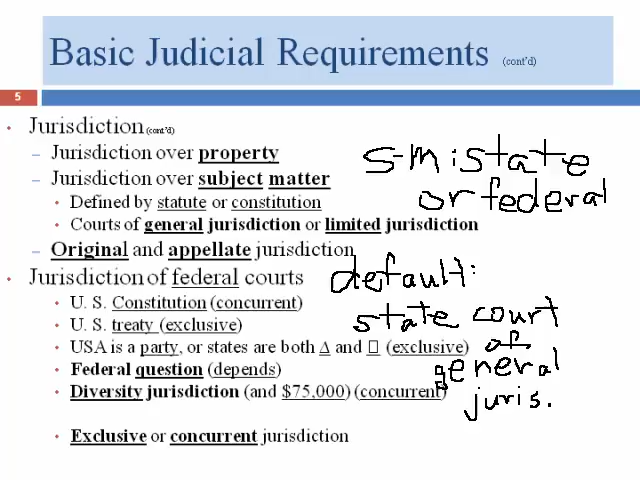 Basic Judicial Requirements (cont'd)
5
• Jurisdiction (cont'd)
– Jurisdiction over property
– Jurisdiction over subject matter
• Defined by statute or constitution
• Courts of general jurisdiction or limited jurisdiction
– Original and appellate jurisdiction
• Jurisdiction of federal courts
• U. S. Constitution (concurrent)
• U. S. treaty (exclusive)
• USA is a party, or states are both ∆ and □ (exclusive)
• Federal question (depends)
• Diversity jurisdiction (and $75,000) (concurrent)
• Exclusive or concurrent jurisdiction
S-M: state
or federal
default:
state court
of
general
juris.